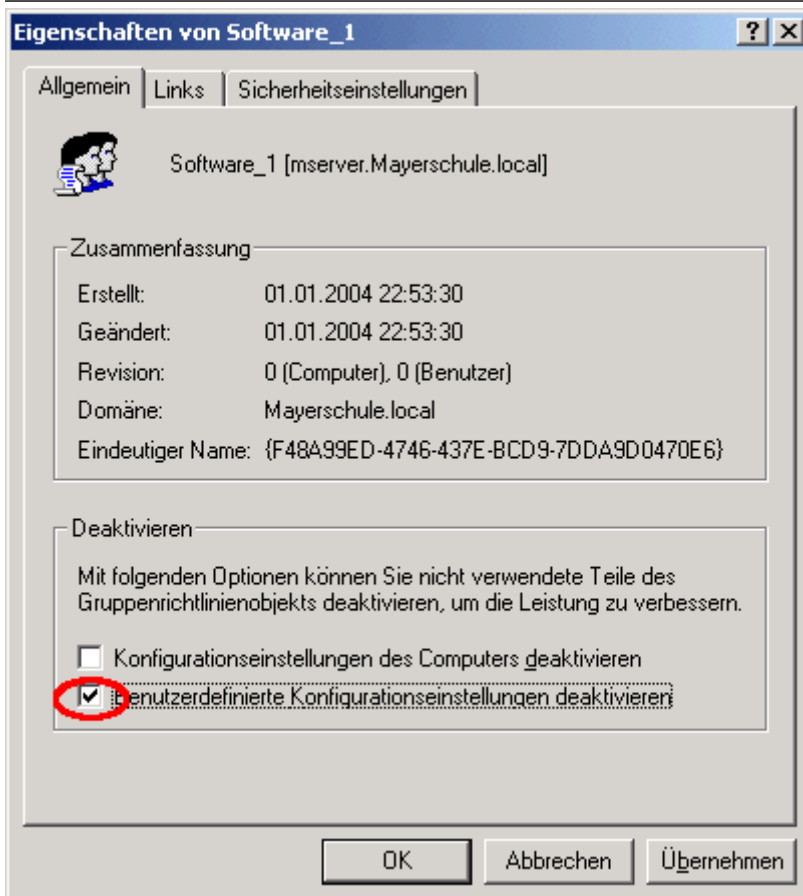 Eigenschaften von Software_1
Allgemein Links Sicherheitseinstellungen
Software_1 [mserver.Mayerschule.local]
Zusammenfassung
Erstellt: 01.01.2004 22:53:30
Geändert: 01.01.2004 22:53:30
Revision: 0 (Computer), 0 (Benutzer)
Domäne: Mayerschule.local
Eindeutiger Name: {F48A99ED-4746-437E-BCD9-7DDA9D0470E6}
Deaktivieren
Mit folgenden Optionen können Sie nicht verwendete Teile des
Gruppenrichtlinienobjekts deaktivieren, um die Leistung zu verbessern.
Konfigurationseinstellungen des Computers deaktivieren
Benutzerdefinierte Konfigurationseinstellungen deaktivieren
OK Abbrechen Übernehmen